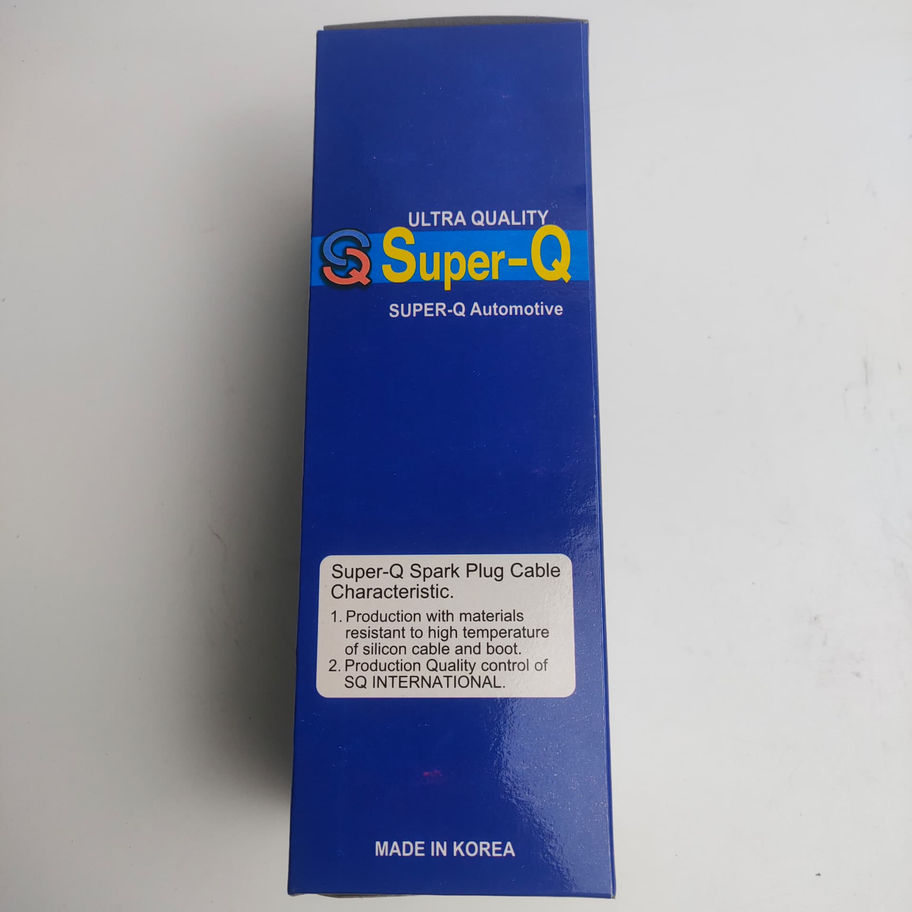 ULTRA QUALITY
SQ Super-Q
SUPER-Q Automotive
Super-Q Spark Plug Cable
Characteristic.
1. Production with materials
resistant to high temperature
of silicon cable and boot.
2. Production Quality control of
SQ INTERNATIONAL.
MADE IN KOREA